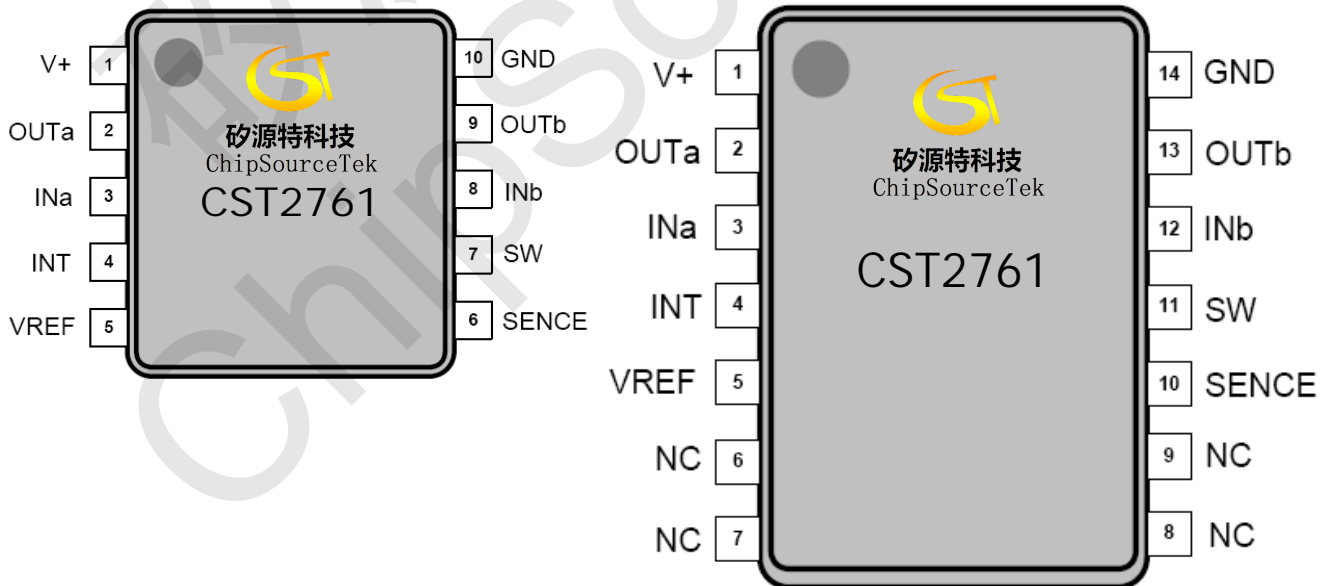 V+ 1
OUTa 2
INa 3
INT 4
VREF 5
10 GND
9 OUTb
8 INb
7 SW
6 SENCE
CST
矽源特科技
ChipSourceTek
CST2761
V+ 1
OUTa 2
INa 3
INT 4
VREF 5
NC 6
NC 7
14 GND
13 OUTb
12 INb
11 SW
10 SENCE
9 NC
8 NC
CST
矽源特科技
ChipSourceTek
CST2761
ChipSo